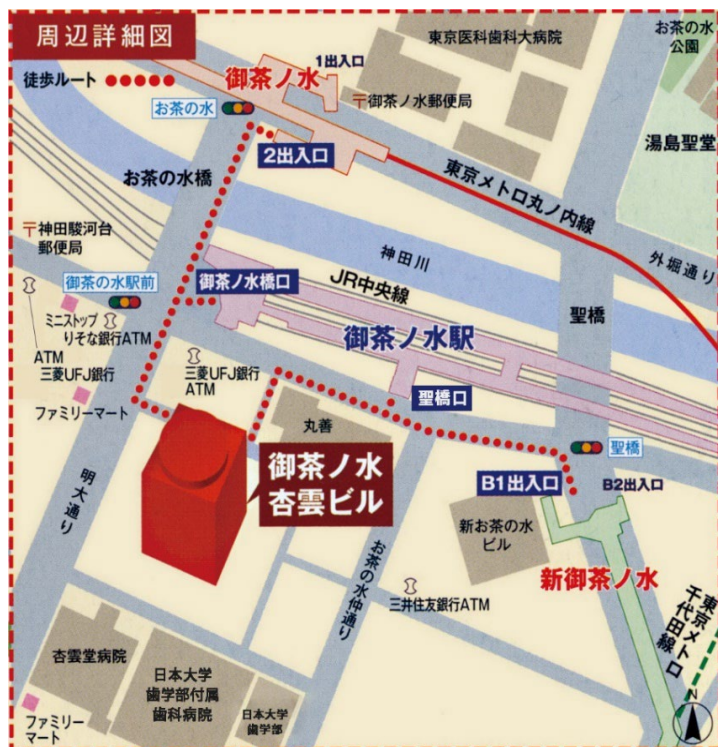 周辺詳細図
徒歩ルート
1出入口
御茶ノ水
東京医科歯科大病院
お茶の水
公園
〒御茶ノ水郵便局
お茶の水
2出入口
湯島聖堂
お茶の水橋
東京メトロ丸ノ内線
〒神田駿河台
郵便局
神田川
外堀通り
御茶の水駅前
御茶ノ水橋口
JR中央線
聖橋
ミニストップ
りそな銀行ATM
御茶ノ水駅
ATM
三菱UFJ銀行
三菱UFJ銀行
ATM
聖橋口
ファミリーマート
丸善
聖橋
御茶ノ水
杏雲ビル
B1出入口
B2出入口
明大通り
新お茶の水
ビル
お茶の水仲通り
新御茶ノ水
三井住友銀行ATM
東京メトロ
千代田線
杏雲堂病院
日本大学
歯学部付属
歯科病院
日本大学
歯学部
ファミリー
マート
N